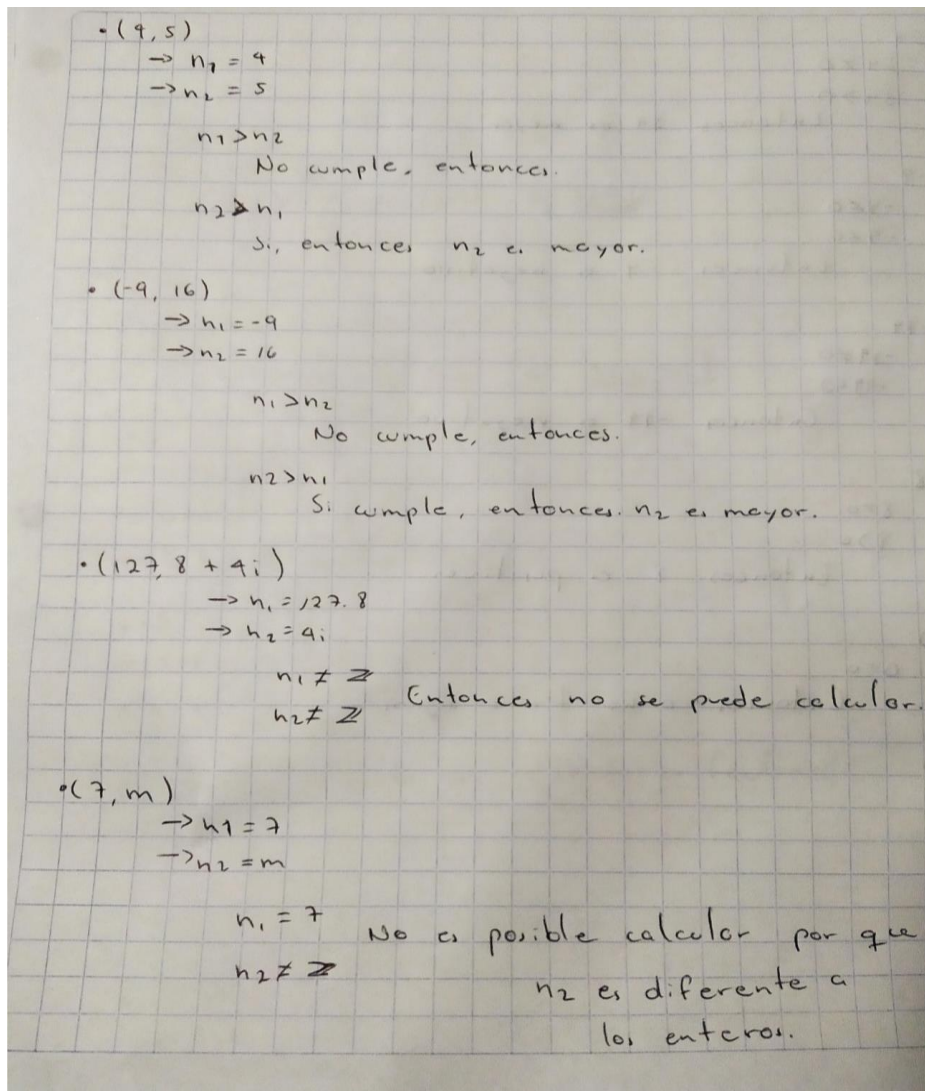 • (4, 5)
→ n1 = 4
→ n2 = 5
n1 > n2
No cumple, entonces.
n2 > n1
Si, entonces n2 es mayor.
• (-9, 16)
→ n1 = -9
→ n2 = 16
n1 > n2
No cumple, entonces.
n2 > n1
Si cumple, entonces. n2 es mayor.
• (127,8 + 4i)
→ n1 = 127.8
→ n2 = 4i
n1 ≠ Z
Entonces no se puede calcular.
n2 ≠ Z
• (7, m)
→ n1 = 7
→ n2 = m
n1 = 7
No es posible calcular por que
n2 ≠ Z
n2 es diferente a
los enteros.